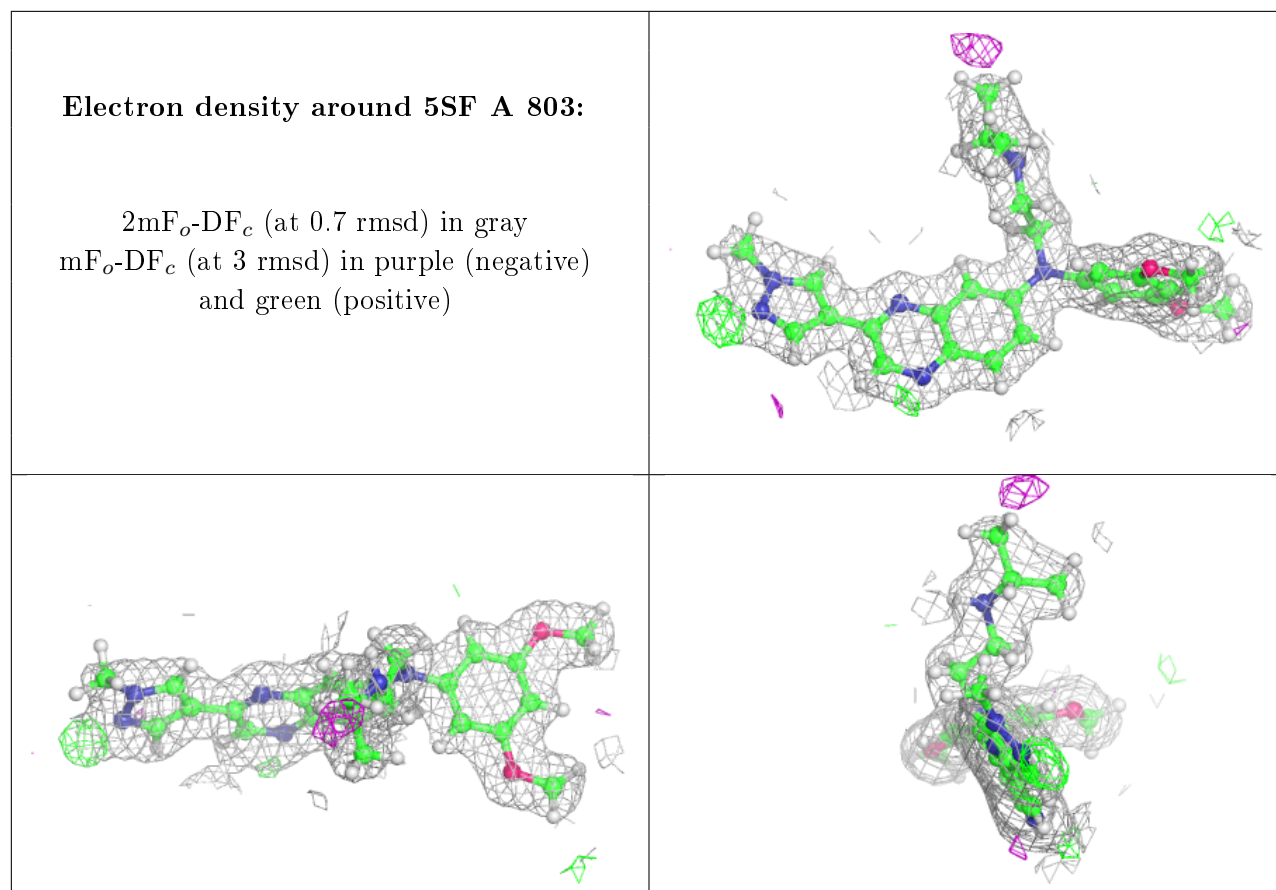 Electron density around 5SF A 803:
2mFₒ-DF𝒸 (at 0.7 rmsd) in gray
mFₒ-DF𝒸 (at 3 rmsd) in purple (negative)
and green (positive)